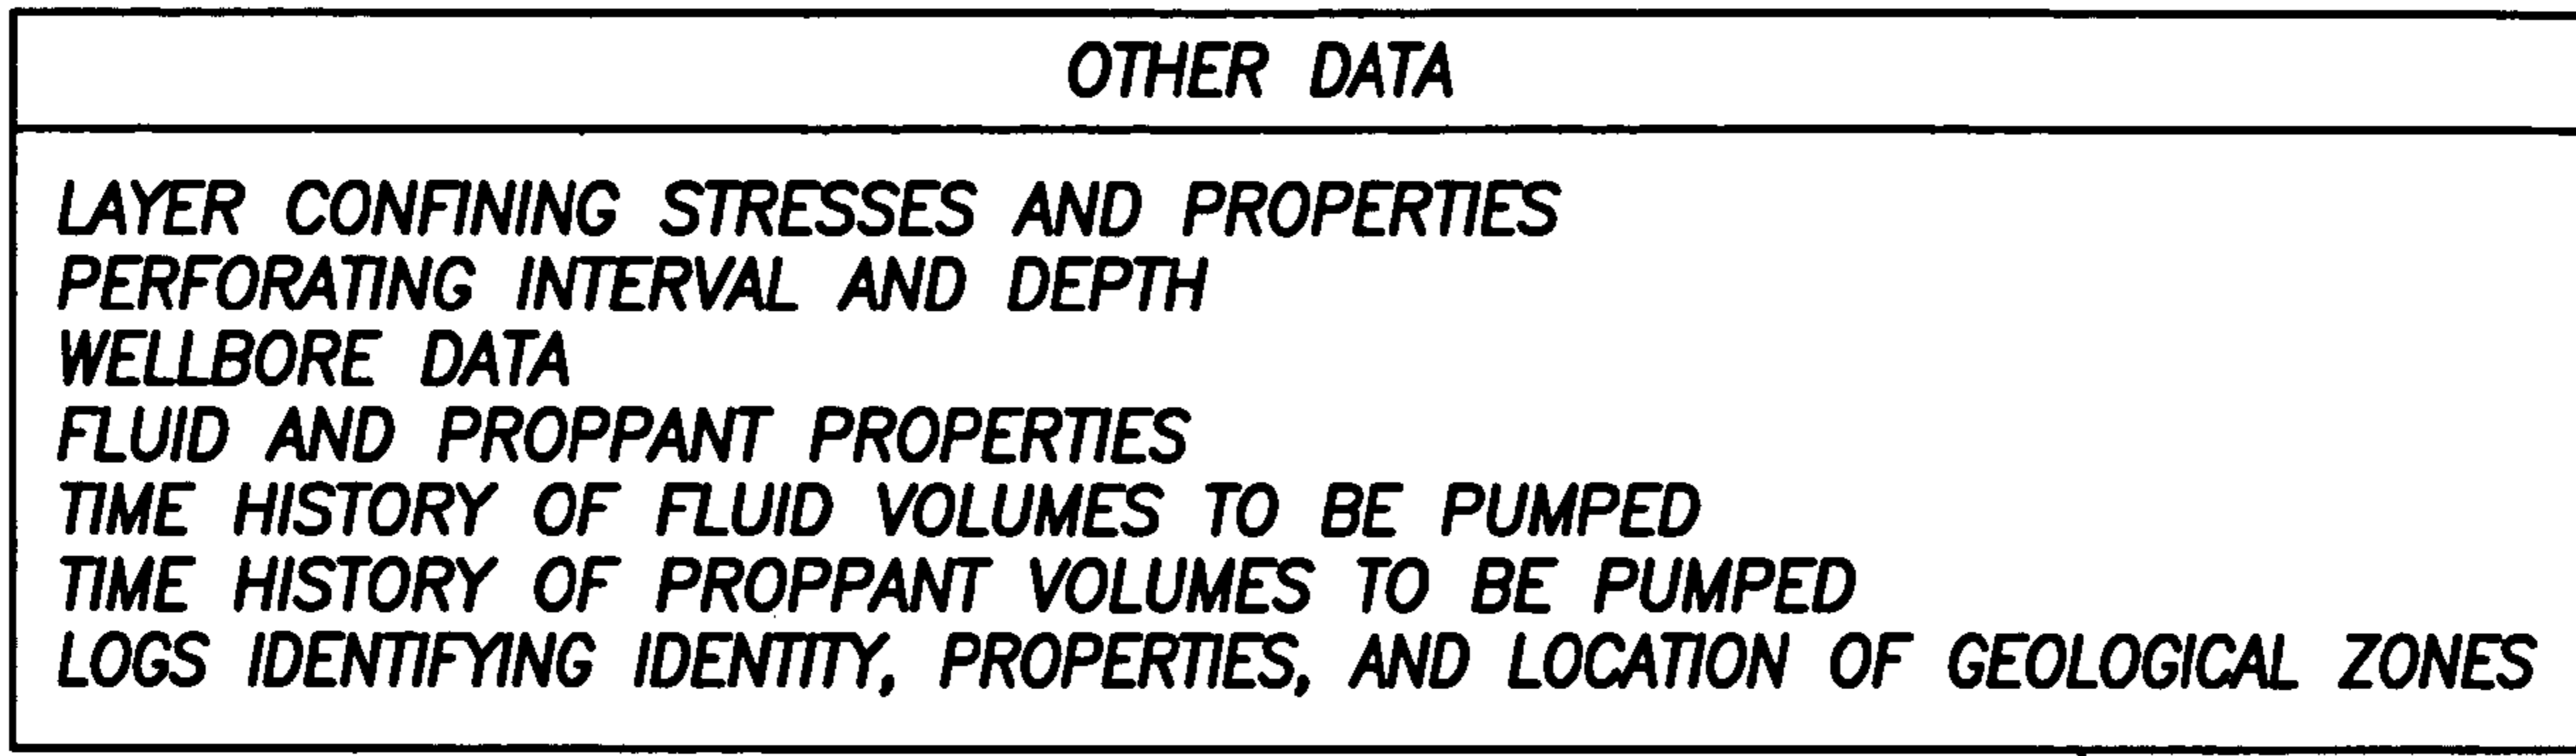 OTHER DATA
LAYER CONFINING STRESSES AND PROPERTIES
PERFORATING INTERVAL AND DEPTH
WELLBORE DATA
FLUID AND PROPPANT PROPERTIES
TIME HISTORY OF FLUID VOLUMES TO BE PUMPED
TIME HISTORY OF PROPPANT VOLUMES TO BE PUMPED
LOGS IDENTIFYING IDENTITY, PROPERTIES, AND LOCATION OF GEOLOGICAL ZONES